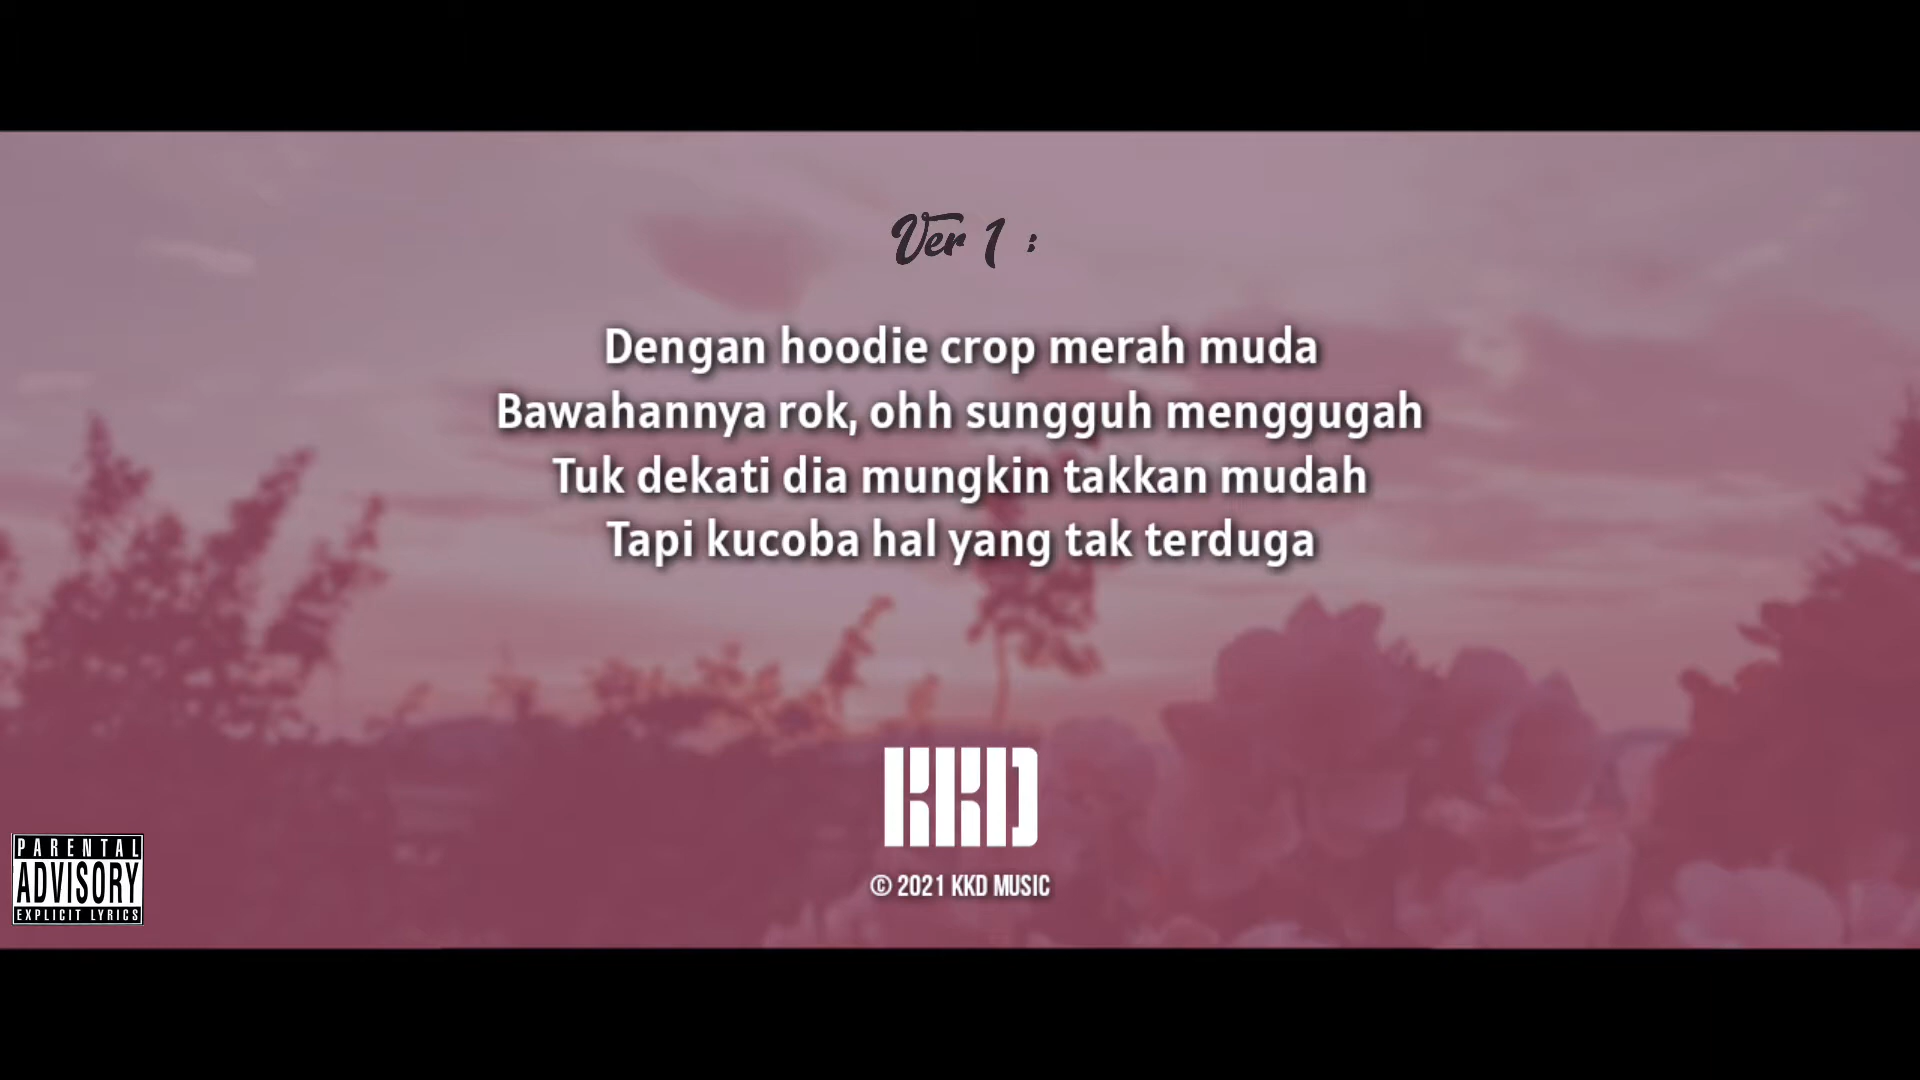 Ver 1 :
Dengan hoodie crop merah muda
Bawahannya rok, ohh sungguh menggugah
Tuk dekati dia mungkin takkan mudah
Tapi kucoba hal yang tak terduga
KKD
© 2021 KKD MUSIC
PARENTAL
ADVISORY
EXPLICIT LYRICS